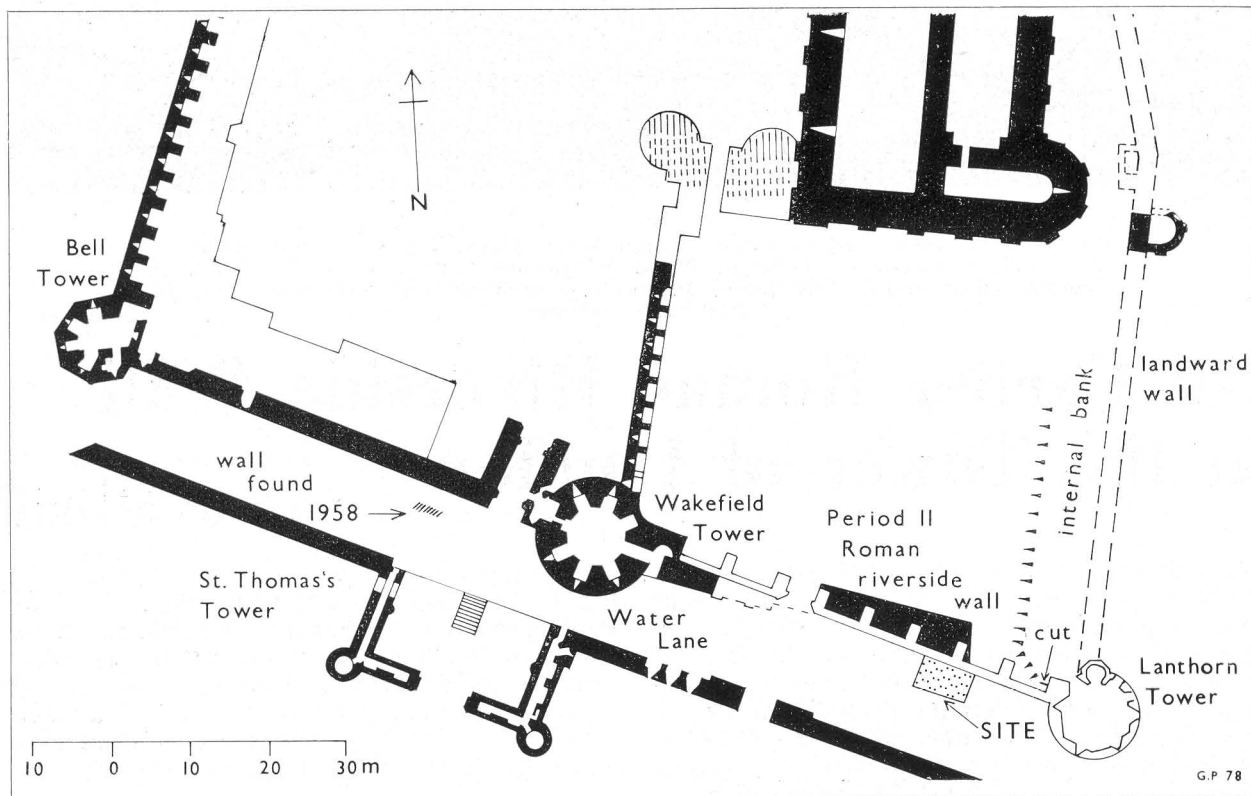 N
Bell
Tower
landward
wall
internal bank
wall
found
1958
Wakefield
Tower
Period II
Roman
riverside
wall
St. Thomas's
Tower
Water
Lane
cut
Lanthorn
Tower
SITE
10 0 10 20 30 m
G.P 78